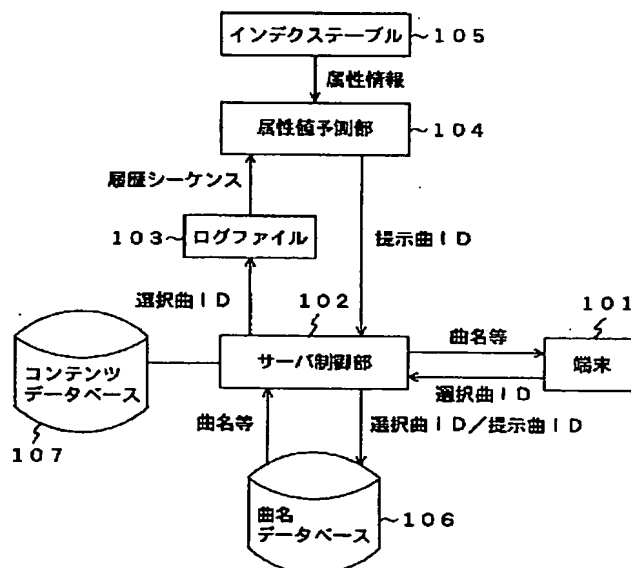 インデクステーブル ~105
属性情報
属性値予測部 ~104
履歴シーケンス
103~ ログファイル
提示曲ID
選択曲ID
102
101
サーバ制御部
曲名等
端末
選択曲ID
コンテンツ
データベース
107
曲名等
選択曲ID/提示曲ID
曲名
データベース
~106